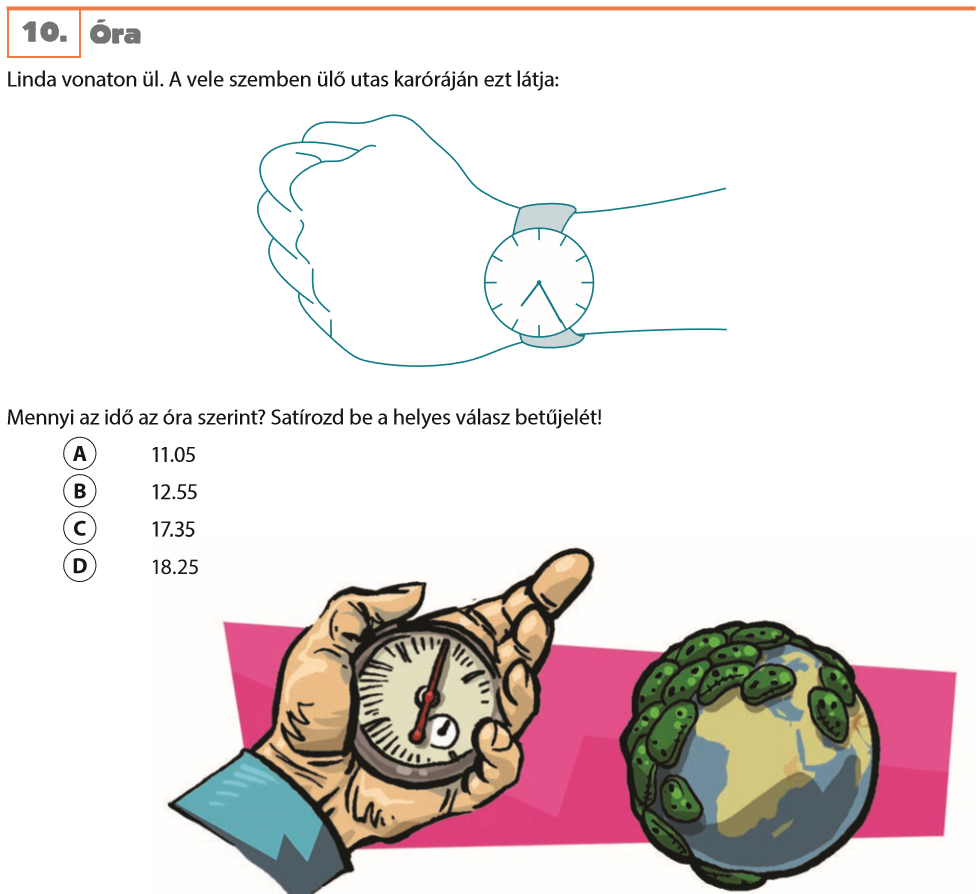 10. Óra
Linda vonaton ül. A vele szemben ülő utas karóráján ezt látja:
Mennyi az idő az óra szerint? Satírozd be a helyes válasz betűjelét!
A 11.05
B 12.55
C 17.35
D 18.25